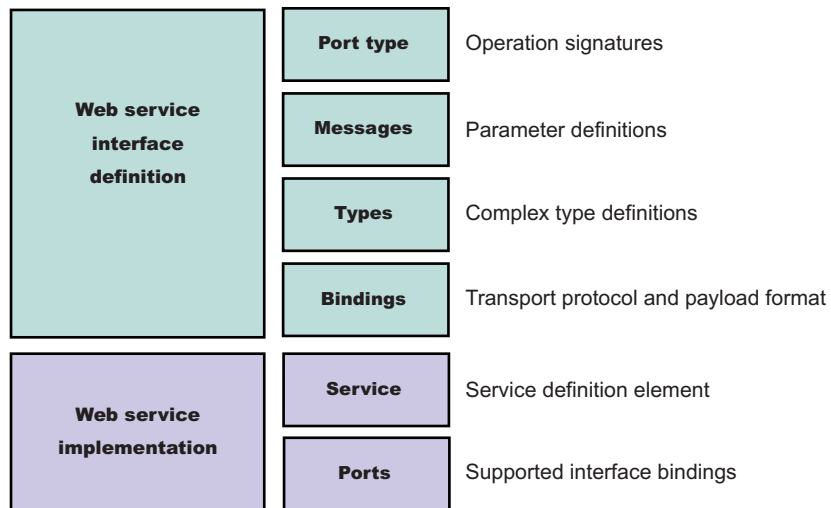 Web service
interface
definition
Port type
Operation signatures
Messages
Parameter definitions
Types
Complex type definitions
Bindings
Transport protocol and payload format
Web service
implementation
Service
Service definition element
Ports
Supported interface bindings